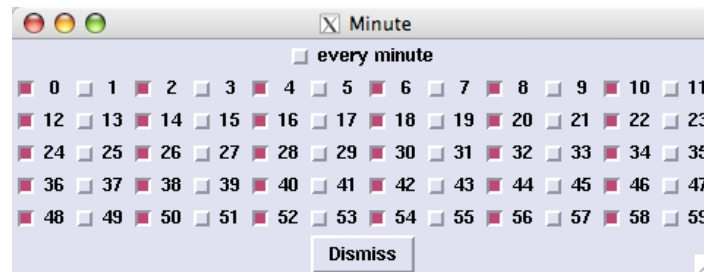 Minute
every minute
0 1 2 3 4 5 6 7 8 9 10 11
12 13 14 15 16 17 18 19 20 21 22 23
24 25 26 27 28 29 30 31 32 33 34 35
36 37 38 39 40 41 42 43 44 45 46 47
48 49 50 51 52 53 54 55 56 57 58 59
Dismiss